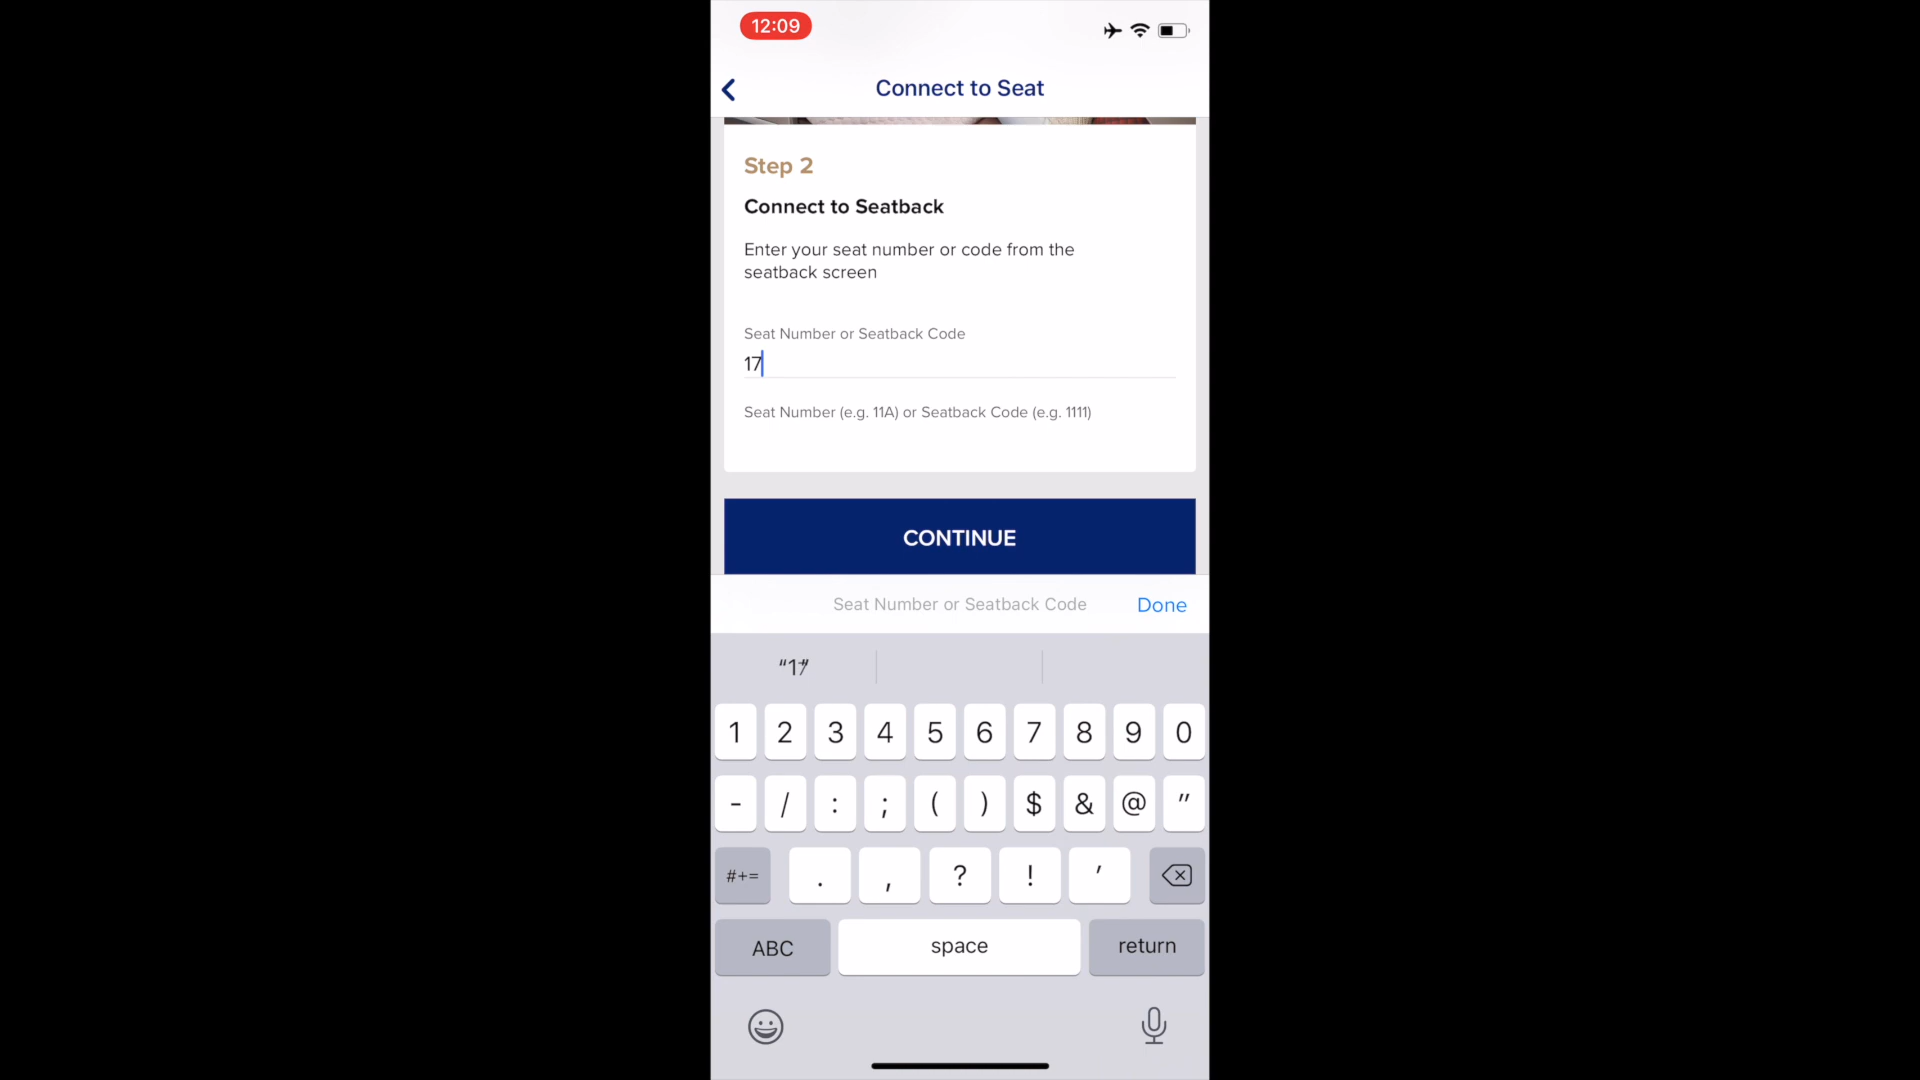 12:09
Connect to Seat
Step 2
Connect to Seatback
Enter your seat number or code from the
seatback screen
Seat Number or Seatback Code
17
Seat Number (e.g. 11A) or Seatback Code (e.g. 1111)
CONTINUE
Seat Number or Seatback Code Done
“17”
1 2 3 4 5 6 7 8 9 0
- / : ; ( ) $ & @ "
#+= . , ? ! '
ABC space return